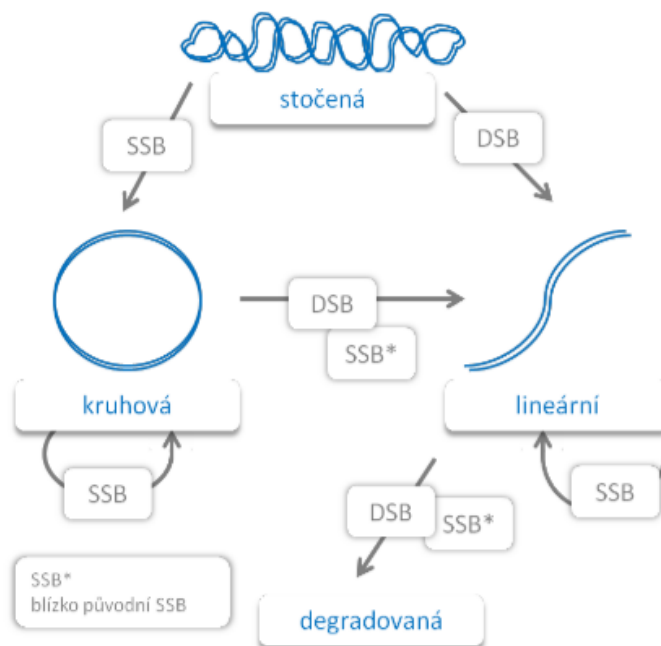 stočená
SSB
DSB
DSB
SSB*
kruhová
lineární
SSB
SSB
DSB
SSB*
SSB*
blízko původní SSB
degradovaná